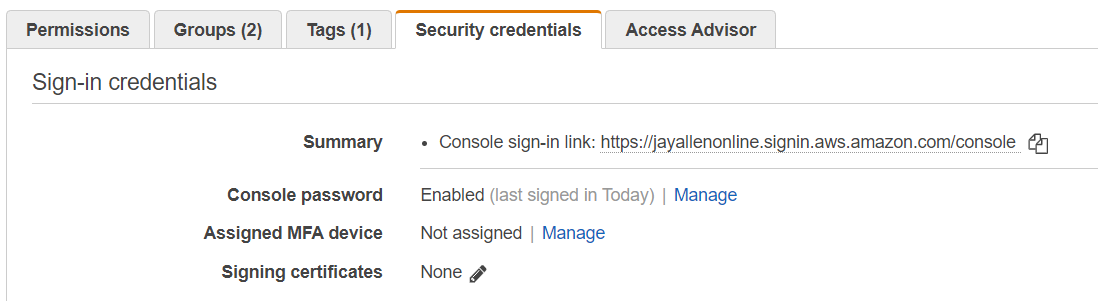 Permissions Groups (2) Tags (1) Security credentials Access Advisor
Sign-in credentials
Summary • Console sign-in link: https://jayallenonline.signin.aws.amazon.com/console
Console password Enabled (last signed in Today) | Manage
Assigned MFA device Not assigned | Manage
Signing certificates None